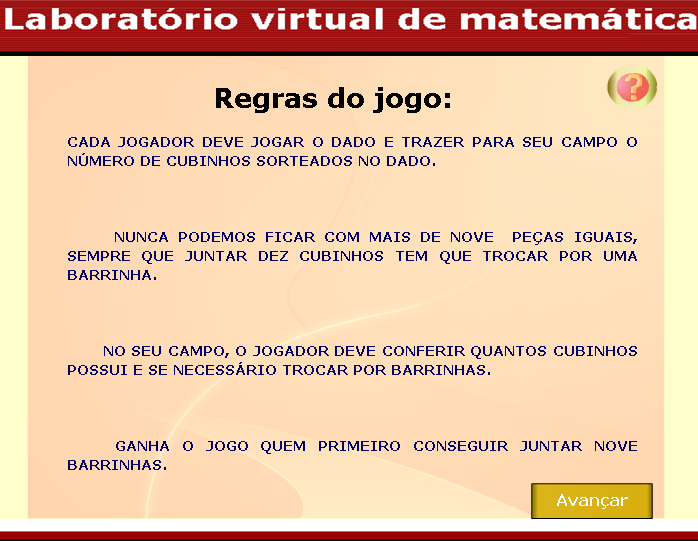 Laboratório virtual de matemática
Regras do jogo:
?
CADA JOGADOR DEVE JOGAR O DADO E TRAZER PARA SEU CAMPO O
NÚMERO DE CUBINHOS SORTEADOS NO DADO.
NUNCA PODEMOS FICAR COM MAIS DE NOVE PEÇAS IGUAIS,
SEMPRE QUE JUNTAR DEZ CUBINHOS TEM QUE TROCAR POR UMA
BARRINHA.
NO SEU CAMPO, O JOGADOR DEVE CONFERIR QUANTOS CUBINHOS
POSSUI E SE NECESSÁRIO TROCAR POR BARRINHAS.
GANHA O JOGO QUEM PRIMEIRO CONSEGUIR JUNTAR NOVE
BARRINHAS.
Avançar